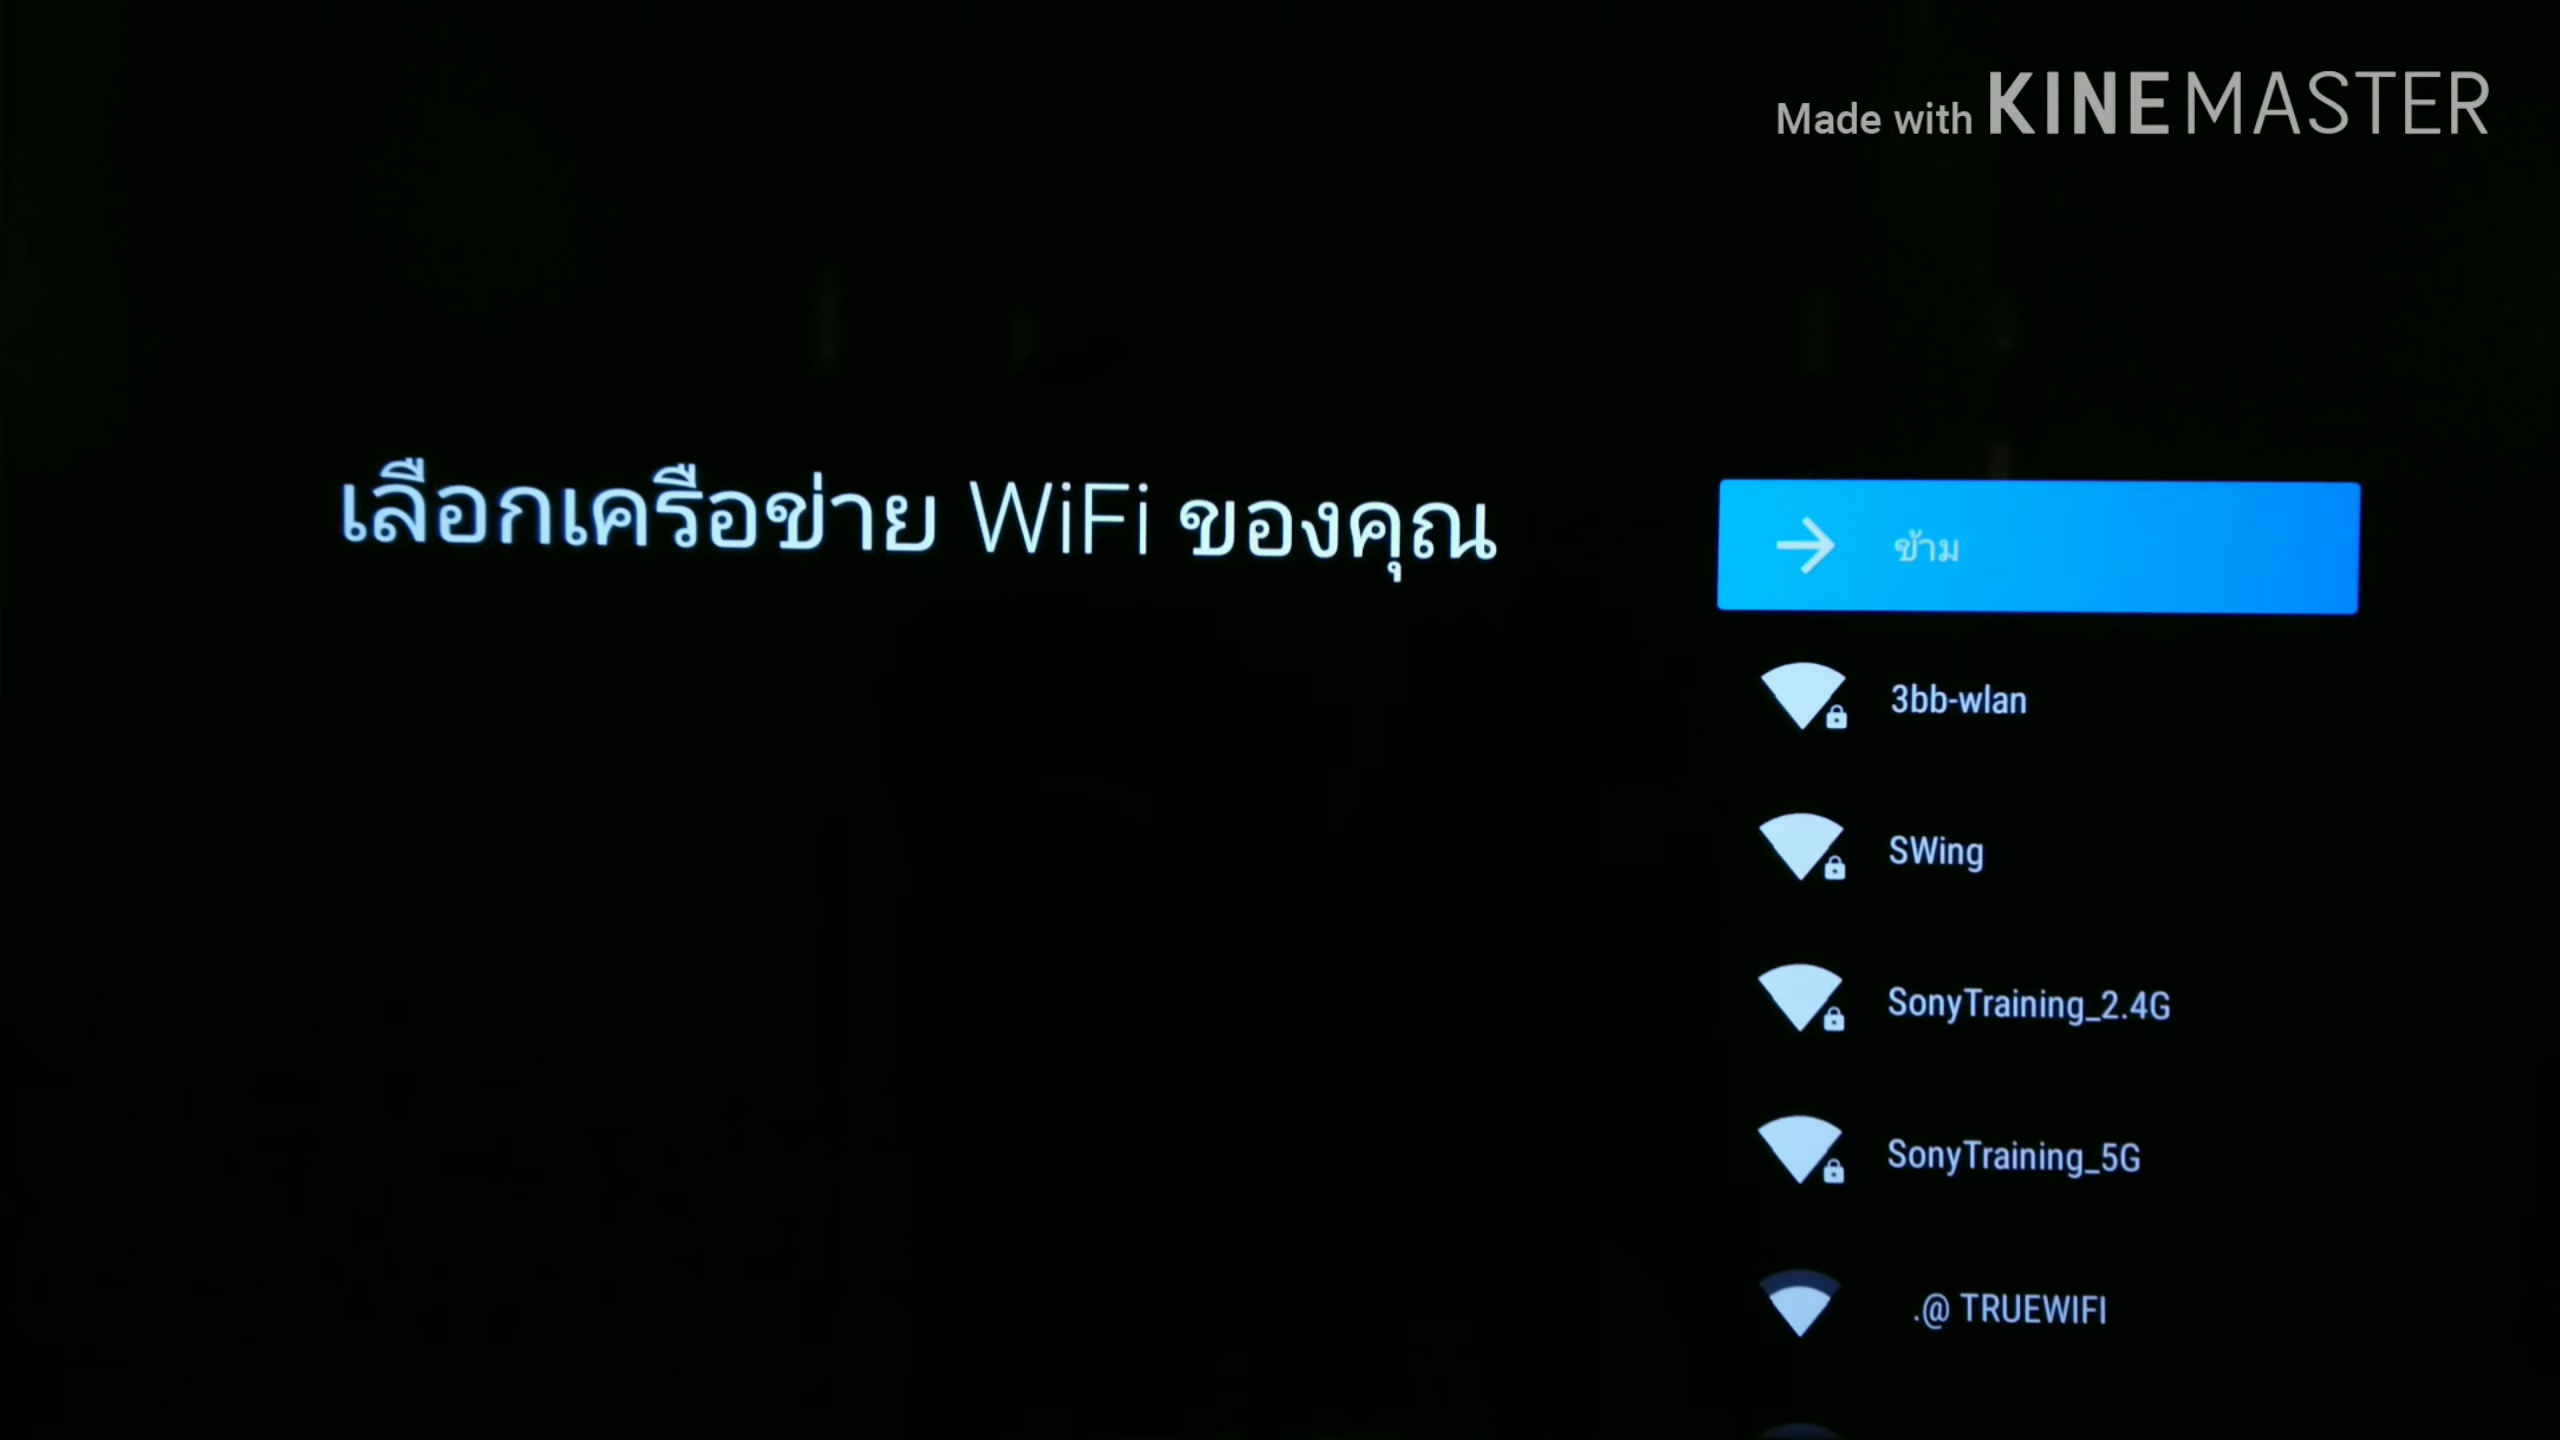 Made with KINEMASTER
เลือกเครือข่าย WiFi ของคุณ
ข้าม
3bb-wlan
SWing
SonyTraining_2.4G
SonyTraining_5G
.@ TRUEWIFI